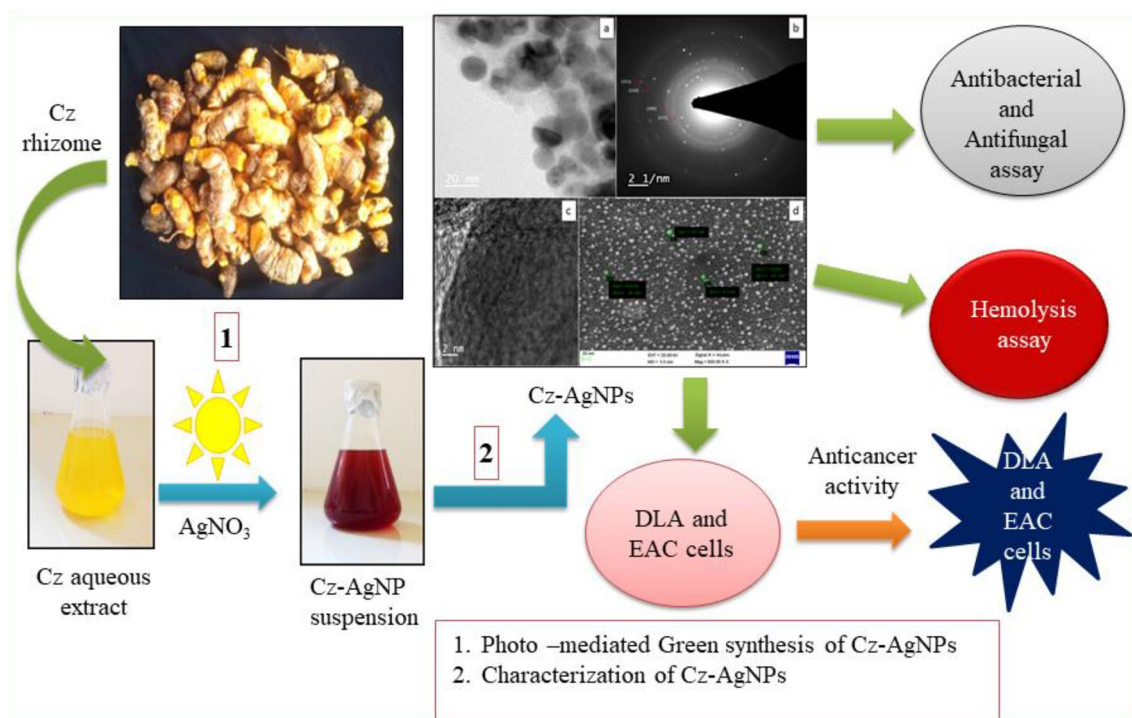 Cz
rhizome
1
Cz aqueous
extract
AgNO₃
Cz-AgNP
suspension
2
Cz-AgNPs
a
20 nm
b
2 1/nm
c
2 nm
d
Antibacterial
and
Antifungal
assay
Hemolysis
assay
DLA and
EAC cells
Anticancer
activity
DLA
and
EAC
cells
1. Photo –mediated Green synthesis of Cz-AgNPs
2. Characterization of Cz-AgNPs